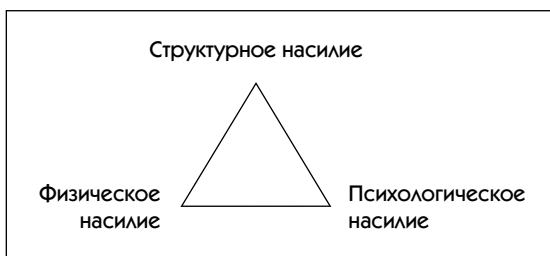 Структурное насилие
Физическое
насилие
Психологическое
насилие